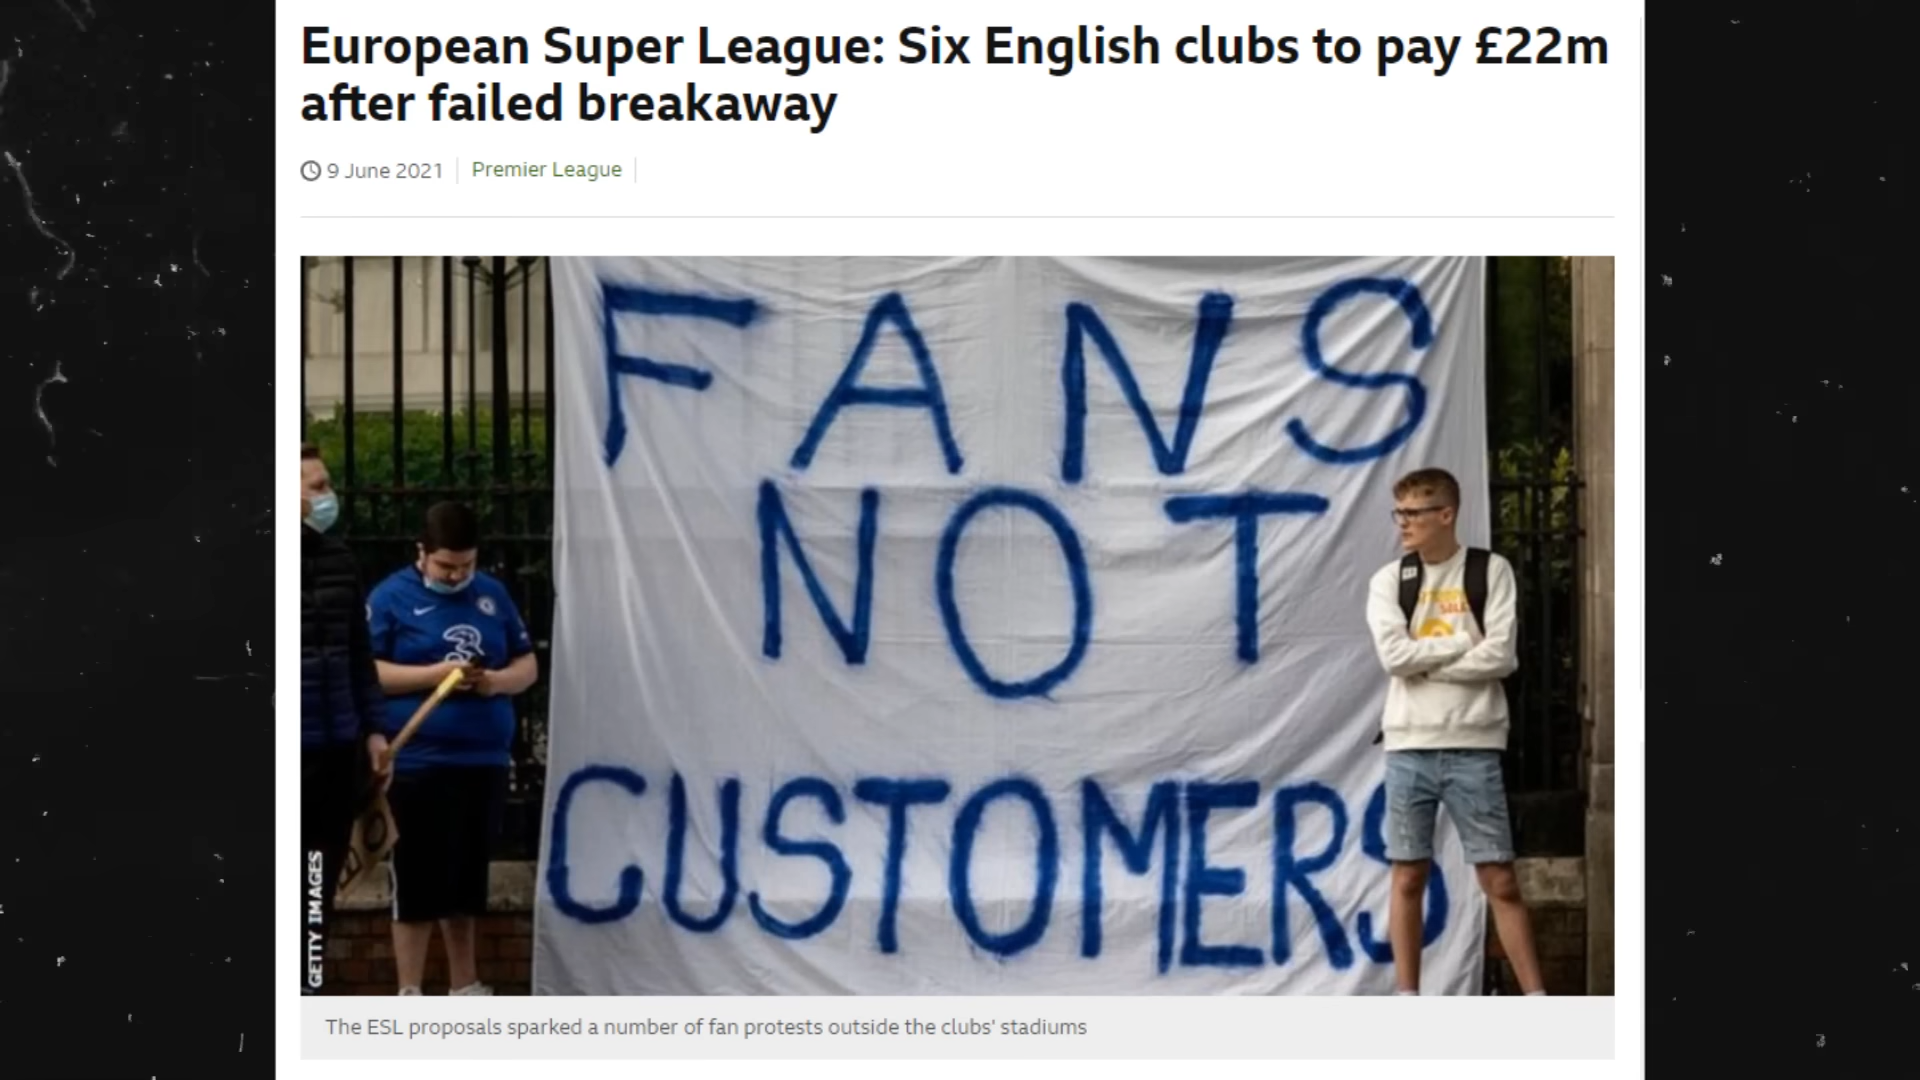 European Super League: Six English clubs to pay £22m
after failed breakaway
9 June 2021
Premier League
FANS
NOT
CUSTOMERS
GETTY IMAGES
The ESL proposals sparked a number of fan protests outside the clubs' stadiums